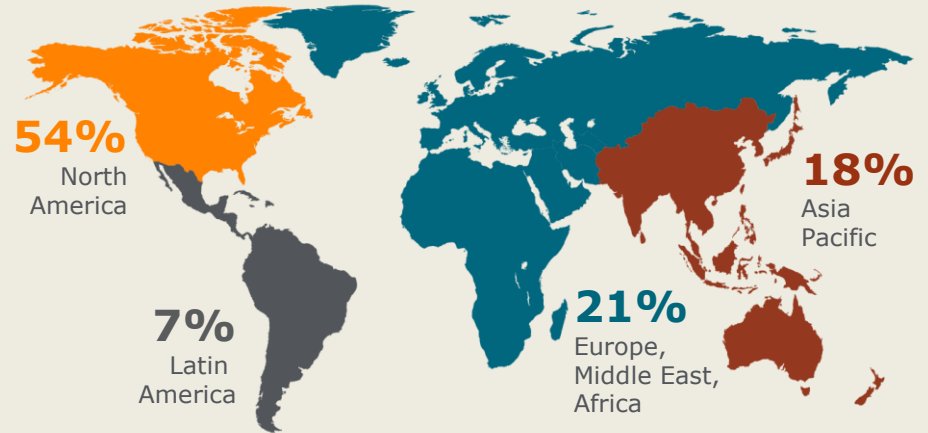 54%
North
America
18%
Asia
Pacific
7%
Latin
America
21%
Europe,
Middle East,
Africa